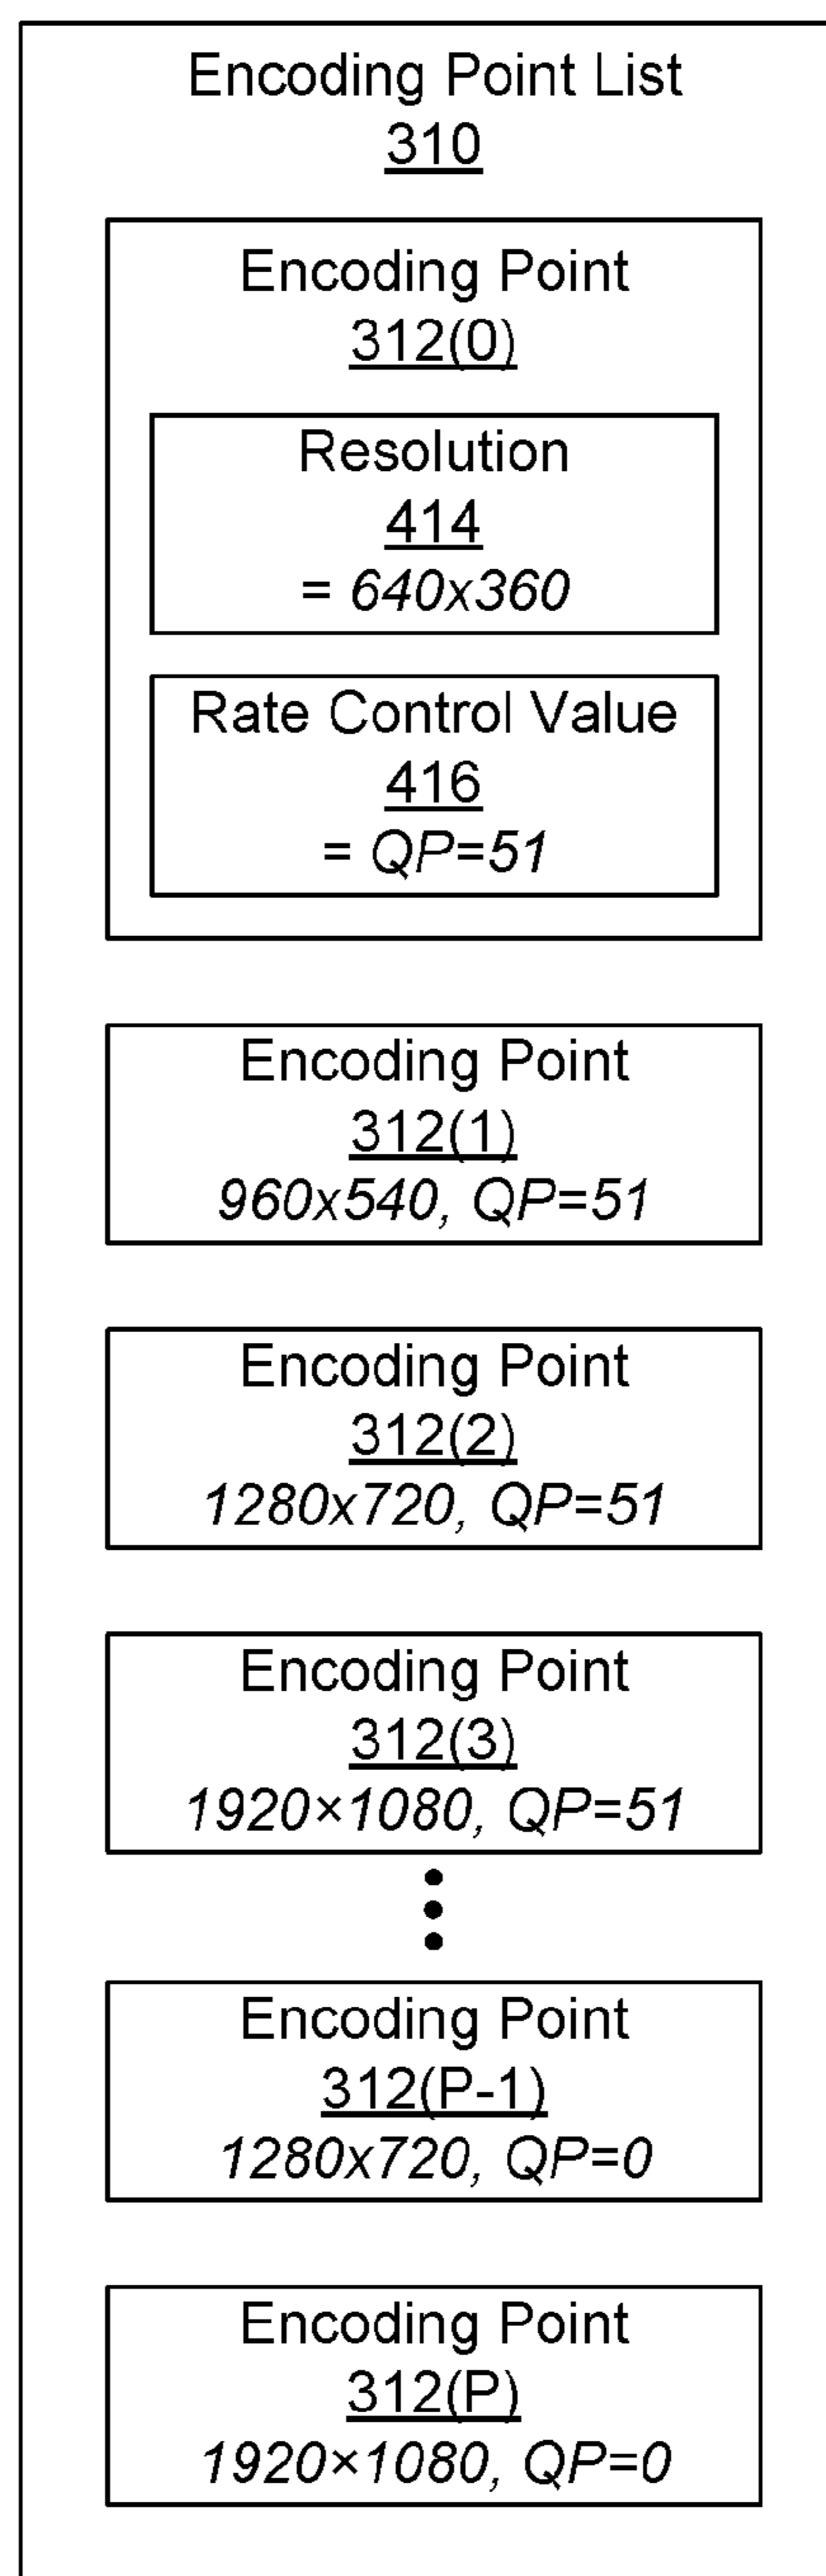 Encoding Point List
310
Encoding Point
312(0)
Resolution
414
= 640x360
Rate Control Value
416
= QP=51
Encoding Point
312(1)
960x540, QP=51
Encoding Point
312(2)
1280x720, QP=51
Encoding Point
312(3)
1920×1080, QP=51
Encoding Point
312(P-1)
1280x720, QP=0
Encoding Point
312(P)
1920×1080, QP=0